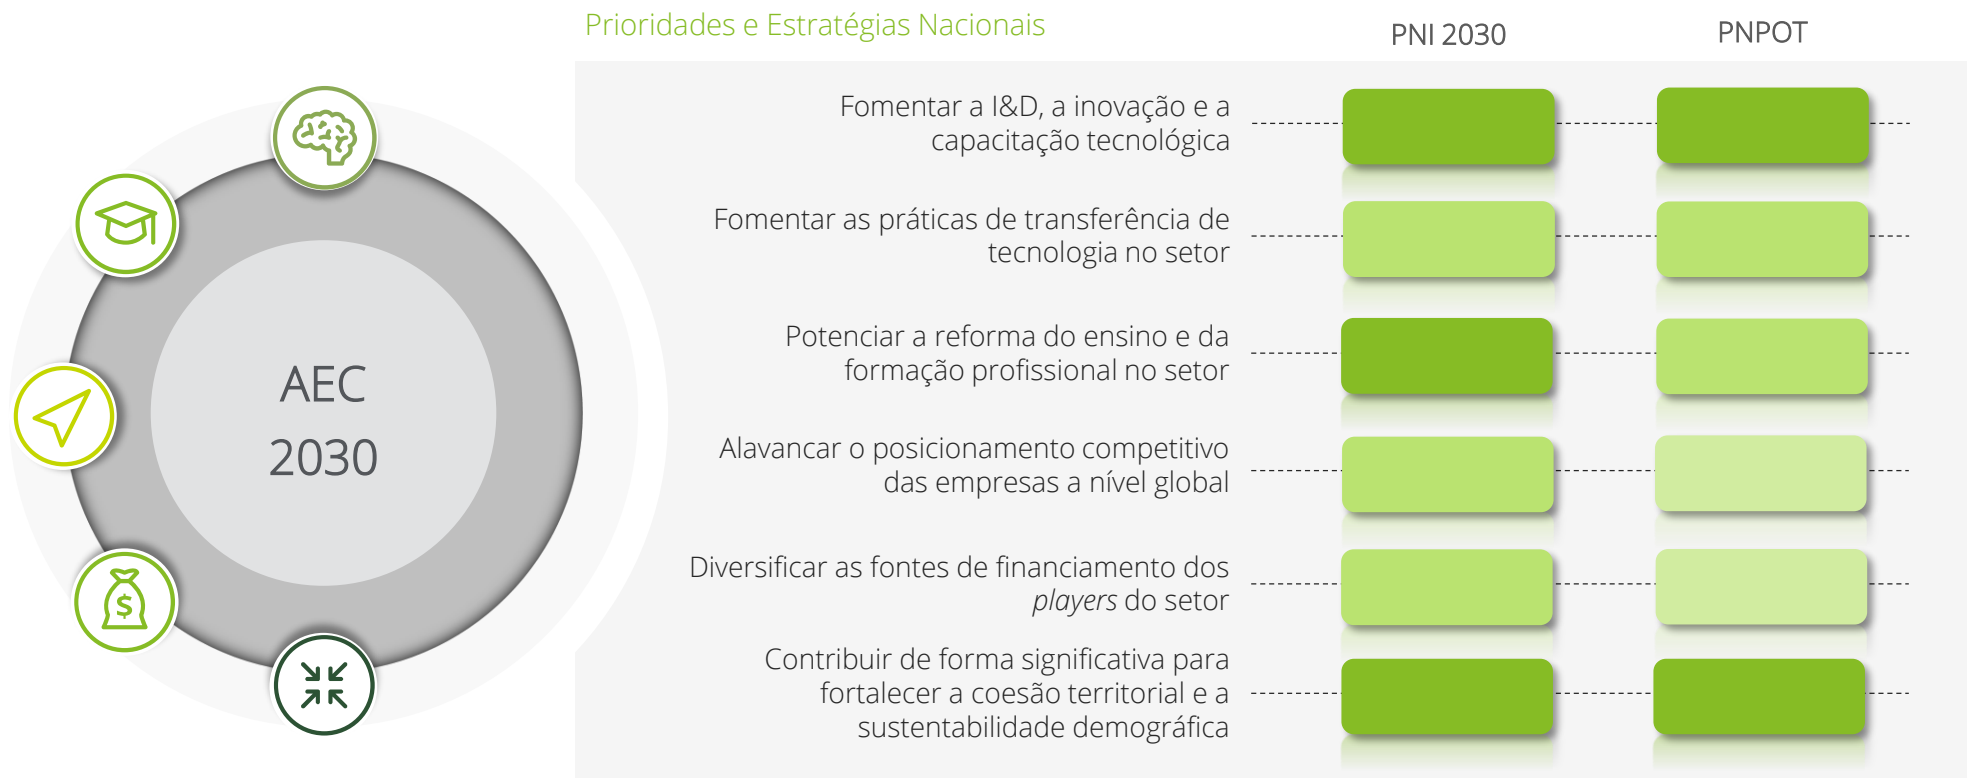 Prioridades e Estratégias Nacionais
PNI 2030
PNPOT
Fomentar a I&D, a inovação e a
capacitação tecnológica
Fomentar as práticas de transferência de
tecnologia no setor
Potenciar a reforma do ensino e da
formação profissional no setor
Alavancar o posicionamento competitivo
das empresas a nível global
Diversificar as fontes de financiamento dos
players do setor
Contribuir de forma significativa para
fortalecer a coesão territorial e a
sustentabilidade demográfica
AEC
2030
$